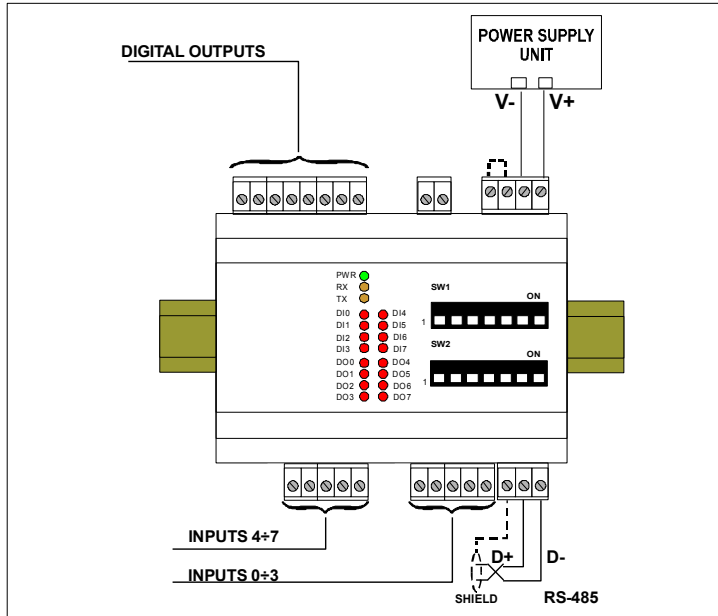 DIGITAL OUTPUTS
POWER SUPPLY
UNIT
V- V+
PWR
RX
TX
DI0 DI4
DI1 DI5
DI2 DI6
DI3 DI7
DO0 DO4
DO1 DO5
DO2 DO6
DO3 DO7
SW1
ON
1
SW2
ON
1
INPUTS 4÷7
INPUTS 0÷3
D+ D-
SHIELD
RS-485